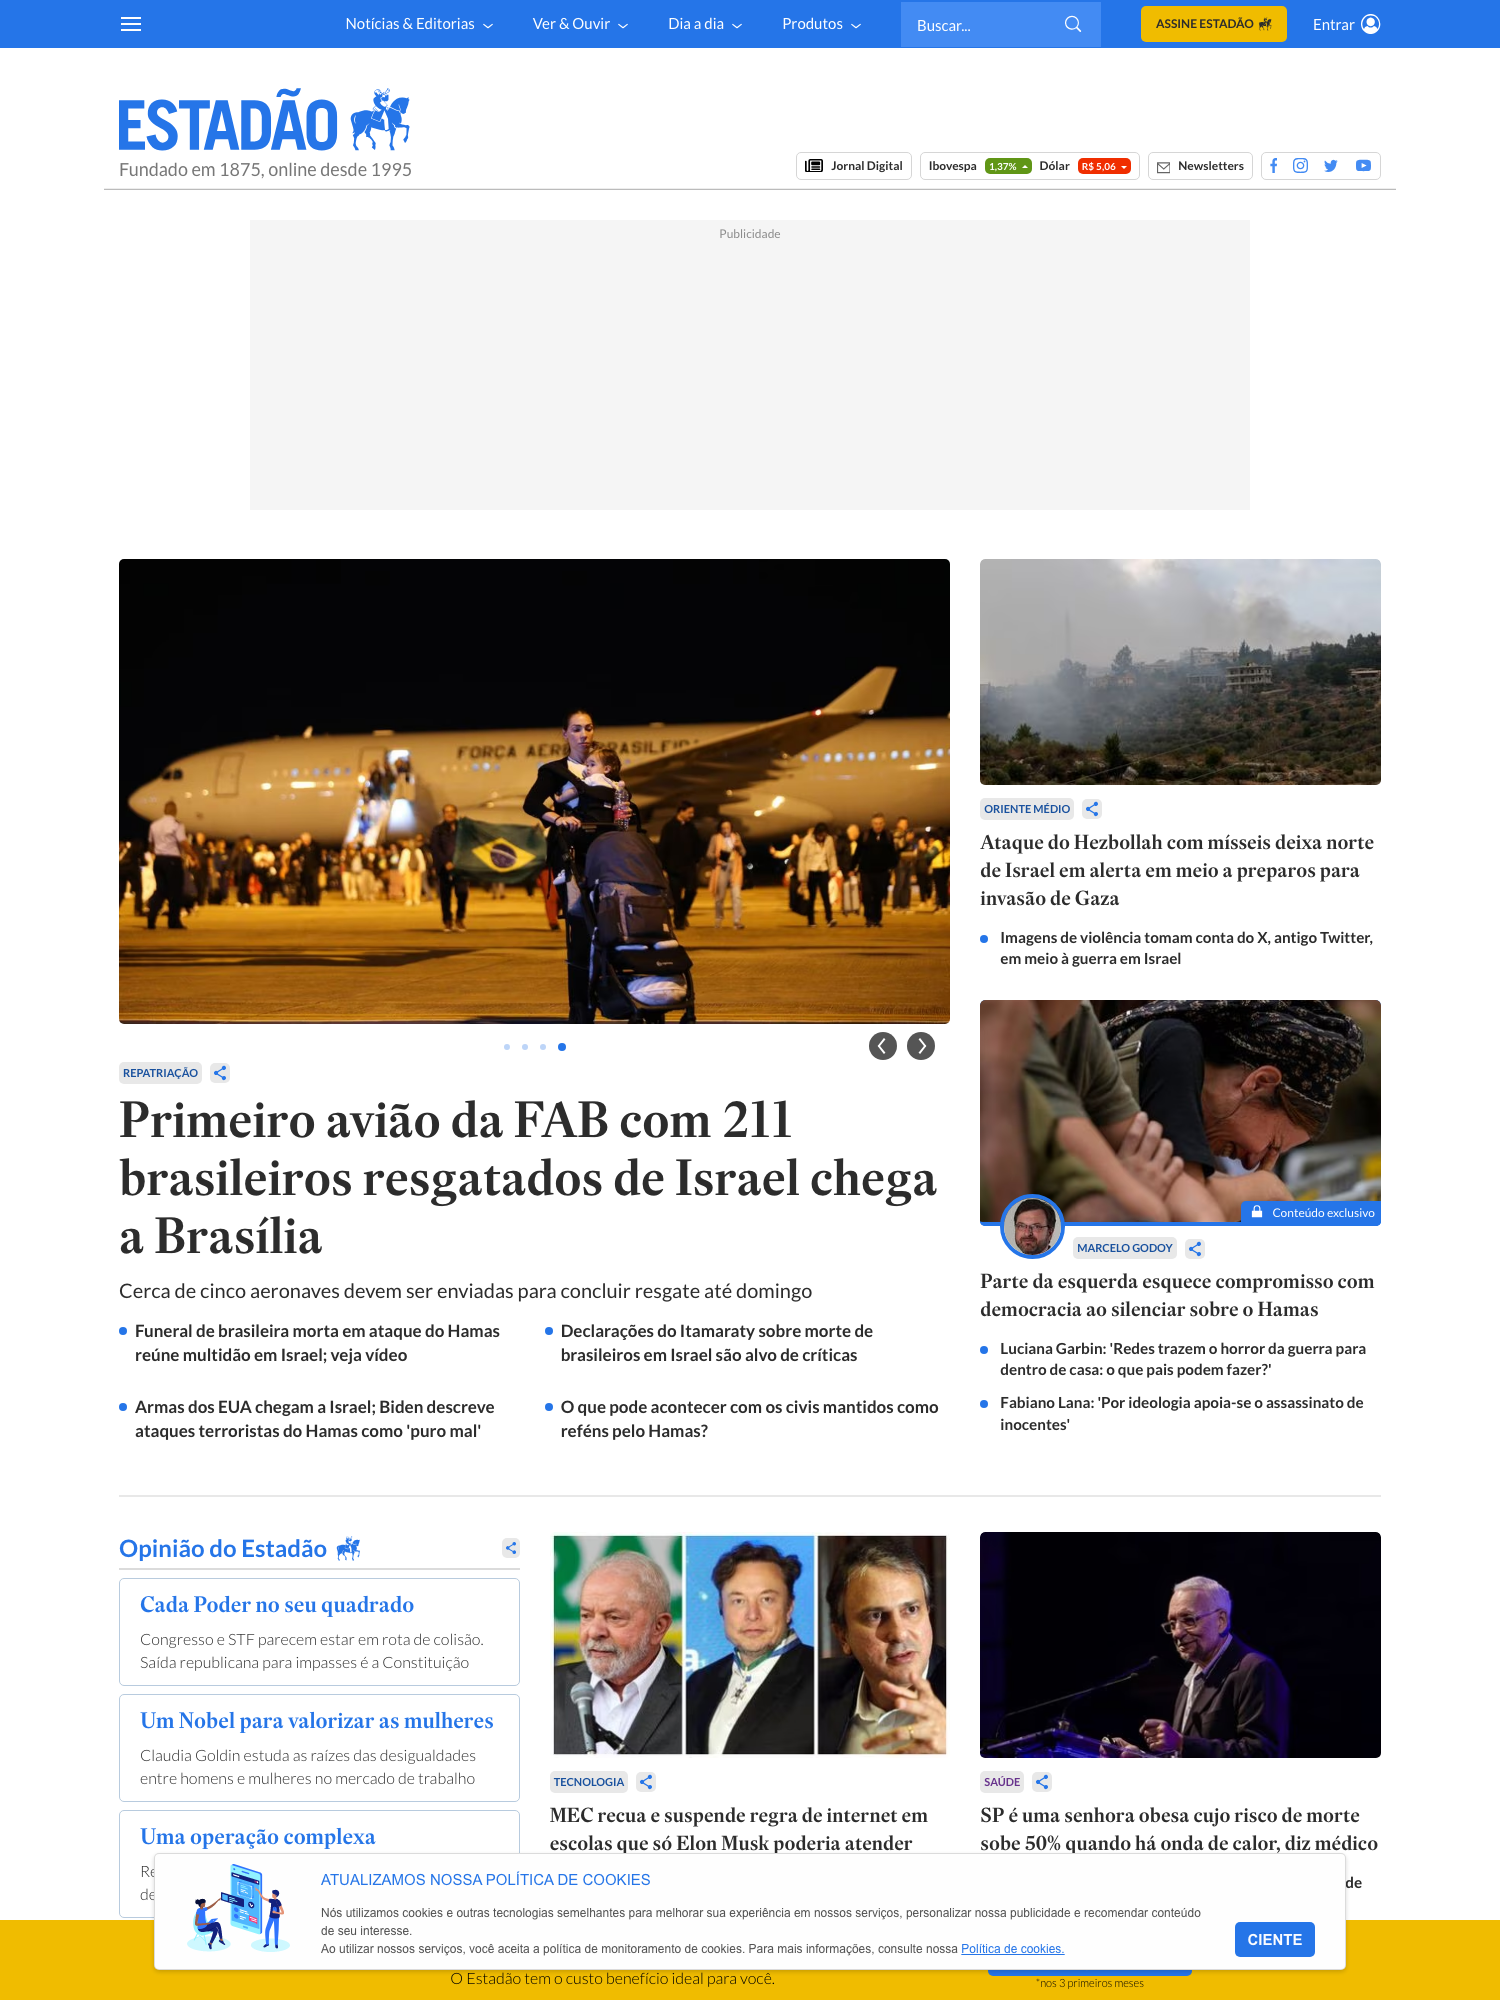 Notícias & Editorias
Ver & Ouvir
Dia a dia
Produtos
Buscar...
ASSINE ESTADÃO
Entrar
ESTADÃO
Fundado em 1875, online desde 1995
Jornal Digital
Ibovespa 1,37% Dólar R$ 5,06
Newsletters
Publicidade
FORÇA AÉREA BRASILEIRA
REPATRIAÇÃO
Primeiro avião da FAB com 211
brasileiros resgatados de Israel chega
a Brasília
Cerca de cinco aeronaves devem ser enviadas para concluir resgate até domingo
Funeral de brasileira morta em ataque do Hamas
reúne multidão em Israel; veja vídeo
Declarações do Itamaraty sobre morte de
brasileiros em Israel são alvo de críticas
Armas dos EUA chegam a Israel; Biden descreve
ataques terroristas do Hamas como 'puro mal'
O que pode acontecer com os civis mantidos como
reféns pelo Hamas?
ORIENTE MÉDIO
Ataque do Hezbollah com mísseis deixa norte
de Israel em alerta em meio a preparos para
invasão de Gaza
Imagens de violência tomam conta do X, antigo Twitter,
em meio à guerra em Israel
Conteúdo exclusivo
MARCELO GODOY
Parte da esquerda esquece compromisso com
democracia ao silenciar sobre o Hamas
Luciana Garbin: 'Redes trazem o horror da guerra para
dentro de casa: o que pais podem fazer?'
Fabiano Lana: 'Por ideologia apoia-se o assassinato de
inocentes'
Opinião do Estadão
Cada Poder no seu quadrado
Congresso e STF parecem estar em rota de colisão.
Saída republicana para impasses é a Constituição
Um Nobel para valorizar as mulheres
Claudia Goldin estuda as raízes das desigualdades
entre homens e mulheres no mercado de trabalho
Uma operação complexa
Re
de
TECNOLOGIA
MEC recua e suspende regra de internet em
escolas que só Elon Musk poderia atender
SAÚDE
SP é uma senhora obesa cujo risco de morte
sobe 50% quando há onda de calor, diz médico
de
ATUALIZAMOS NOSSA POLÍTICA DE COOKIES
Nós utilizamos cookies e outras tecnologias semelhantes para melhorar sua experiência em nossos serviços, personalizar nossa publicidade e recomendar conteúdo
de seu interesse.
Ao utilizar nossos serviços, você aceita a política de monitoramento de cookies. Para mais informações, consulte nossa Política de cookies.
CIENTE
O Estadão tem o custo benefício ideal para você.
*nos 3 primeiros meses